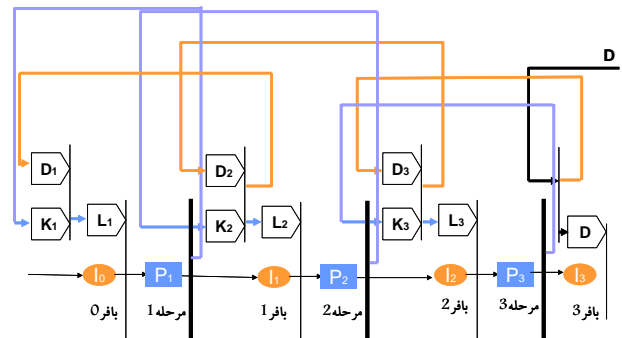 D
D₁
D₂
D₃
K₁
L₁
K₂
L₂
K₃
L₃
D
I₀
P₁
I₁
P₂
I₂
P₃
I₃
بافر0
مرحله1
بافر1
مرحله2
بافر2
مرحله3
بافر3